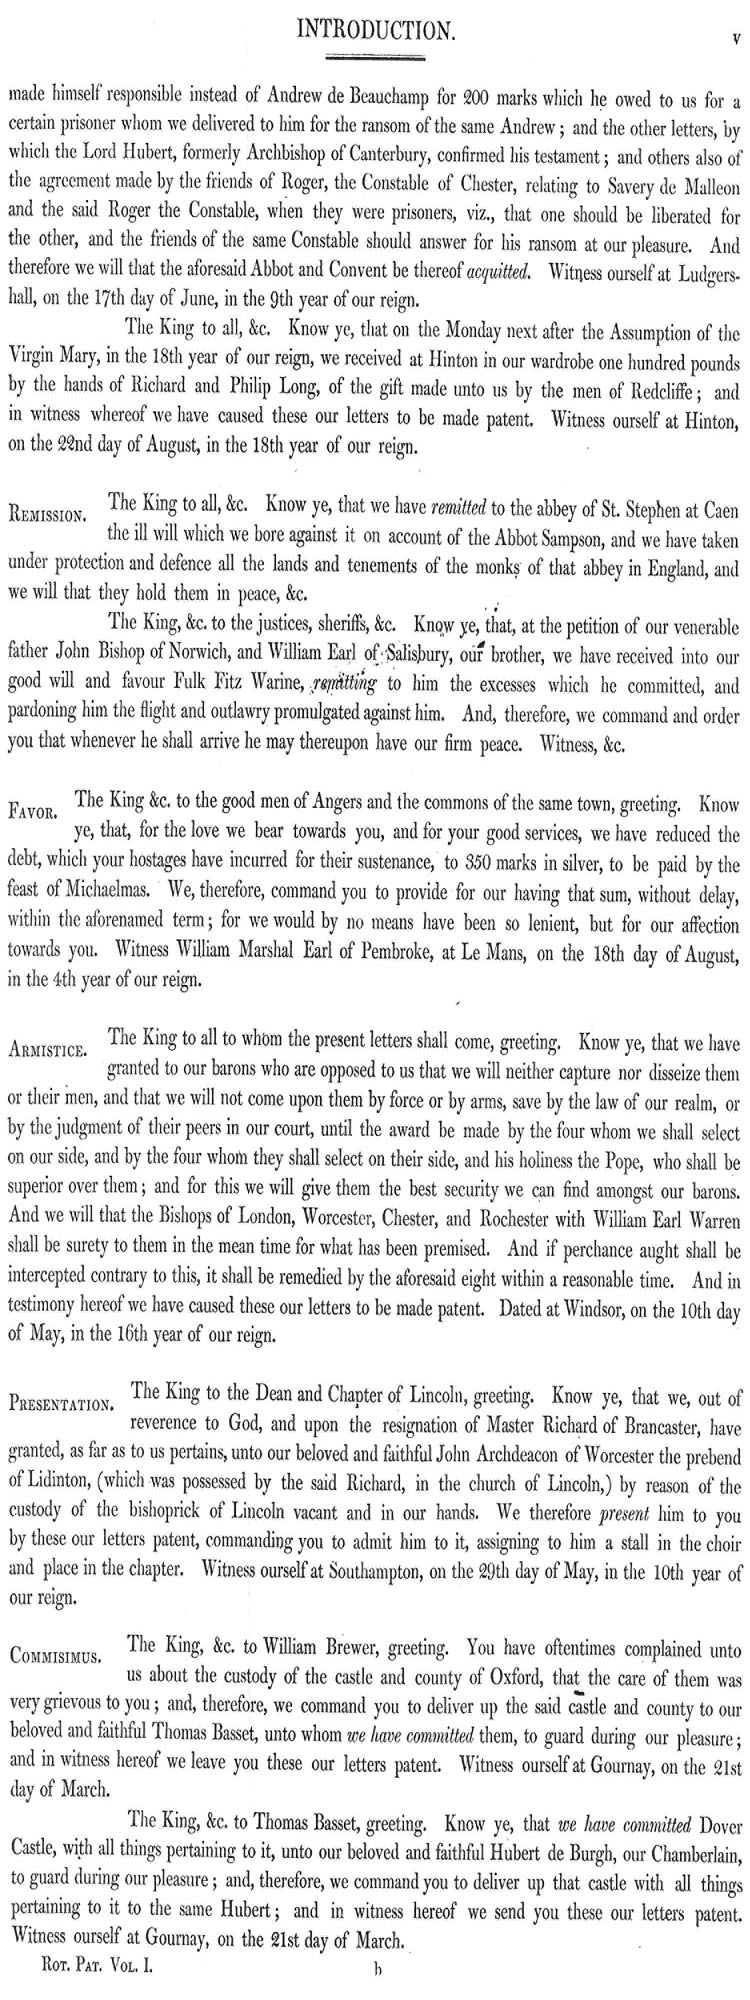 INTRODUCTION.
v
made himself responsible instead of Andrew de Beauchamp for 200 marks which he owed to us for a
certain prisoner whom we delivered to him for the ransom of the same Andrew; and the other letters, by
which the Lord Hubert, formerly Archbishop of Canterbury, confirmed his testament; and others also of
the agreement made by the friends of Roger, the Constable of Chester, relating to Savery de Malleon
and the said Roger the Constable, when they were prisoners, viz., that one should be liberated for
the other, and the friends of the same Constable should answer for his ransom at our pleasure. And
therefore we will that the aforesaid Abbot and Convent be thereof acquitted. Witness ourself at Ludgers-
hall, on the 17th day of June, in the 9th year of our reign.
The King to all, &c. Know ye, that on the Monday next after the Assumption of the
Virgin Mary, in the 18th year of our reign, we received at Hinton in our wardrobe one hundred pounds
by the hands of Richard and Philip Long, of the gift made unto us by the men of Redcliffe; and
in witness whereof we have caused these our letters to be made patent. Witness ourself at Hinton,
on the 22nd day of August, in the 18th year of our reign.
REMISSION. The King to all, &c. Know ye, that we have remitted to the abbey of St. Stephen at Caen
the ill will which we bore against it on account of the Abbot Sampson, and we have taken
under protection and defence all the lands and tenements of the monks of that abbey in England, and
we will that they hold them in peace, &c.
The King, &c. to the justices, sheriffs, &c. Know ye, that, at the petition of our venerable
father John Bishop of Norwich, and William Earl of Salisbury, our brother, we have received into our
good will and favour Fulk Fitz Warine, remitting to him the excesses which he committed, and
pardoning him the flight and outlawry promulgated against him. And, therefore, we command and order
you that whenever he shall arrive he may thereupon have our firm peace. Witness, &c.
FAVOR. The King &c. to the good men of Angers and the commons of the same town, greeting. Know
ye, that, for the love we bear towards you, and for your good services, we have reduced the
debt, which your hostages have incurred for their sustenance, to 350 marks in silver, to be paid by the
feast of Michaelmas. We, therefore, command you to provide for our having that sum, without delay,
within the aforenamed term; for we would by no means have been so lenient, but for our affection
towards you. Witness William Marshal Earl of Pembroke, at Le Mans, on the 18th day of August,
in the 4th year of our reign.
ARMISTICE. The King to all to whom the present letters shall come, greeting. Know ye, that we have
granted to our barons who are opposed to us that we will neither capture nor disseize them
or their men, and that we will not come upon them by force or by arms, save by the law of our realm, or
by the judgment of their peers in our court, until the award be made by the four whom we shall select
on our side, and by the four whom they shall select on their side, and his holiness the Pope, who shall be
superior over them; and for this we will give them the best security we can find amongst our barons.
And we will that the Bishops of London, Worcester, Chester, and Rochester with William Earl Warren
shall be surety to them in the mean time for what has been premised. And if perchance aught shall be
intercepted contrary to this, it shall be remedied by the aforesaid eight within a reasonable time. And in
testimony hereof we have caused these our letters to be made patent. Dated at Windsor, on the 10th day
of May, in the 16th year of our reign.
PRESENTATION. The King to the Dean and Chapter of Lincoln, greeting. Know ye, that we, out of
reverence to God, and upon the resignation of Master Richard of Brancaster, have
granted, as far as to us pertains, unto our beloved and faithful John Archdeacon of Worcester the prebend
of Lidinton, (which was possessed by the said Richard, in the church of Lincoln,) by reason of the
custody of the bishoprick of Lincoln vacant and in our hands. We therefore present him to you
by these our letters patent, commanding you to admit him to it, assigning to him a stall in the choir
and place in the chapter. Witness ourself at Southampton, on the 29th day of May, in the 10th year of
our reign.
COMMISIMUS. The King, &c. to William Brewer, greeting. You have oftentimes complained unto
us about the custody of the castle and county of Oxford, that the care of them was
very grievous to you; and, therefore, we command you to deliver up the said castle and county to our
beloved and faithful Thomas Basset, unto whom we have committed them, to guard during our pleasure;
and in witness hereof we leave you these our letters patent. Witness ourself at Gournay, on the 21st
day of March.
The King, &c. to Thomas Basset, greeting. Know ye, that we have committed Dover
Castle, with all things pertaining to it, unto our beloved and faithful Hubert de Burgh, our Chamberlain,
to guard during our pleasure; and, therefore, we command you to deliver up that castle with all things
pertaining to it to the same Hubert; and in witness hereof we send you these our letters patent.
Witness ourself at Gournay, on the 21st day of March.
ROT. PAT. VOL. I.
b